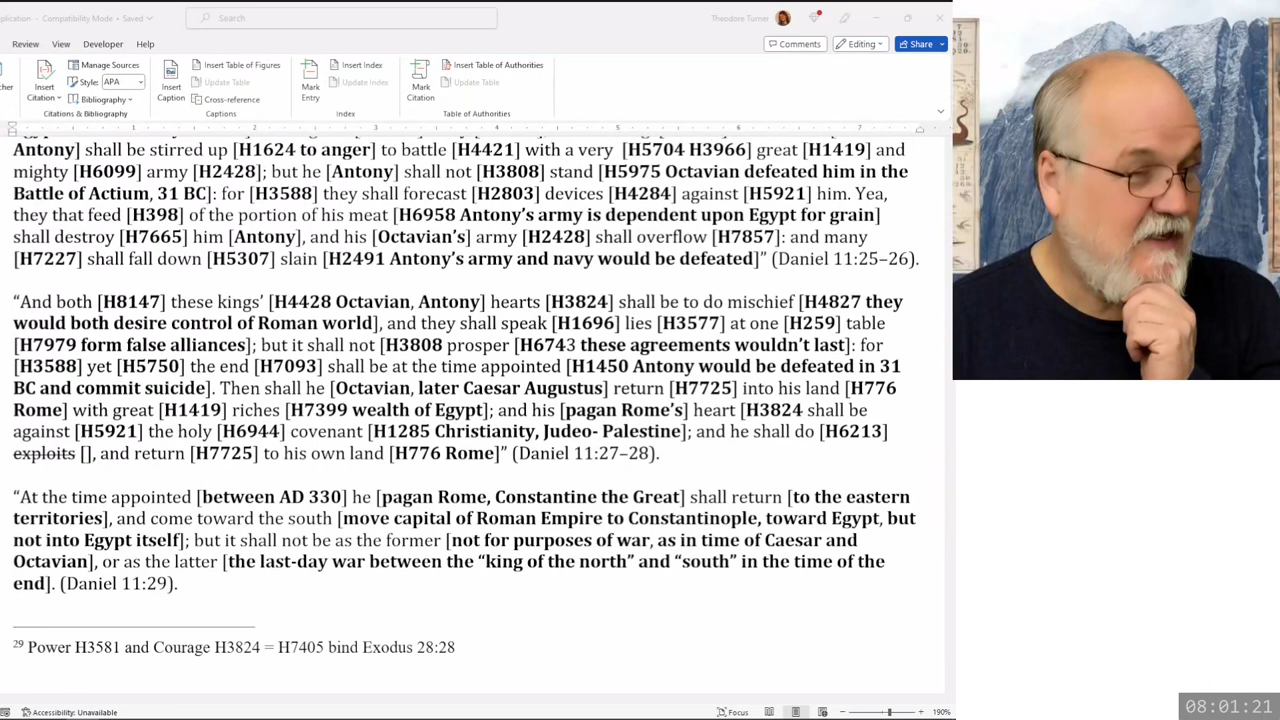 plication - Compatibility Mode • Saved
Search
Theodore Turner
Review View Developer Help
Comments Editing Share
Insert Citation
Manage Sources
Style: APA
Bibliography
Citations & Bibliography
Insert Caption
Insert Table of Figures
Update Table
Cross-reference
Captions
Mark Entry
Insert Index
Update Index
Index
Mark Citation
Insert Table of Authorities
Update Table
Table of Authorities
1 2 3 4 5 6 7
Antony] shall be stirred up [H1624 to anger] to battle [H4421] with a very [H5704 H3966] great [H1419] and
mighty [H6099] army [H2428]; but he [Antony] shall not [H3808] stand [H5975 Octavian defeated him in the
Battle of Actium, 31 BC]: for [H3588] they shall forecast [H2803] devices [H4284] against [H5921] him. Yea,
they that feed [H398] of the portion of his meat [H6958 Antony’s army is dependent upon Egypt for grain]
shall destroy [H7665] him [Antony], and his [Octavian’s] army [H2428] shall overflow [H7857]: and many
[H7227] shall fall down [H5307] slain [H2491 Antony’s army and navy would be defeated]” (Daniel 11:25–26).
“And both [H8147] these kings’ [H4428 Octavian, Antony] hearts [H3824] shall be to do mischief [H4827 they
would both desire control of Roman world], and they shall speak [H1696] lies [H3577] at one [H259] table
[H7979 form false alliances]; but it shall not [H3808 prosper [H6743 these agreements wouldn’t last]: for
[H3588] yet [H5750] the end [H7093] shall be at the time appointed [H1450 Antony would be defeated in 31
BC and commit suicide]. Then shall he [Octavian, later Caesar Augustus] return [H7725] into his land [H776
Rome] with great [H1419] riches [H7399 wealth of Egypt]; and his [pagan Rome’s] heart [H3824 shall be
against [H5921] the holy [H6944] covenant [H1285 Christianity, Judeo- Palestine]; and he shall do [H6213]
exploits [], and return [H7725] to his own land [H776 Rome]” (Daniel 11:27–28).
“At the time appointed [between AD 330] he [pagan Rome, Constantine the Great] shall return [to the eastern
territories], and come toward the south [move capital of Roman Empire to Constantinople, toward Egypt, but
not into Egypt itself]; but it shall not be as the former [not for purposes of war, as in time of Caesar and
Octavian], or as the latter [the last-day war between the “king of the north” and “south” in the time of the
end]. (Daniel 11:29).
29 Power H3581 and Courage H3824 = H7405 bind Exodus 28:28
Accessibility: Unavailable
Focus
190%
08:01:21